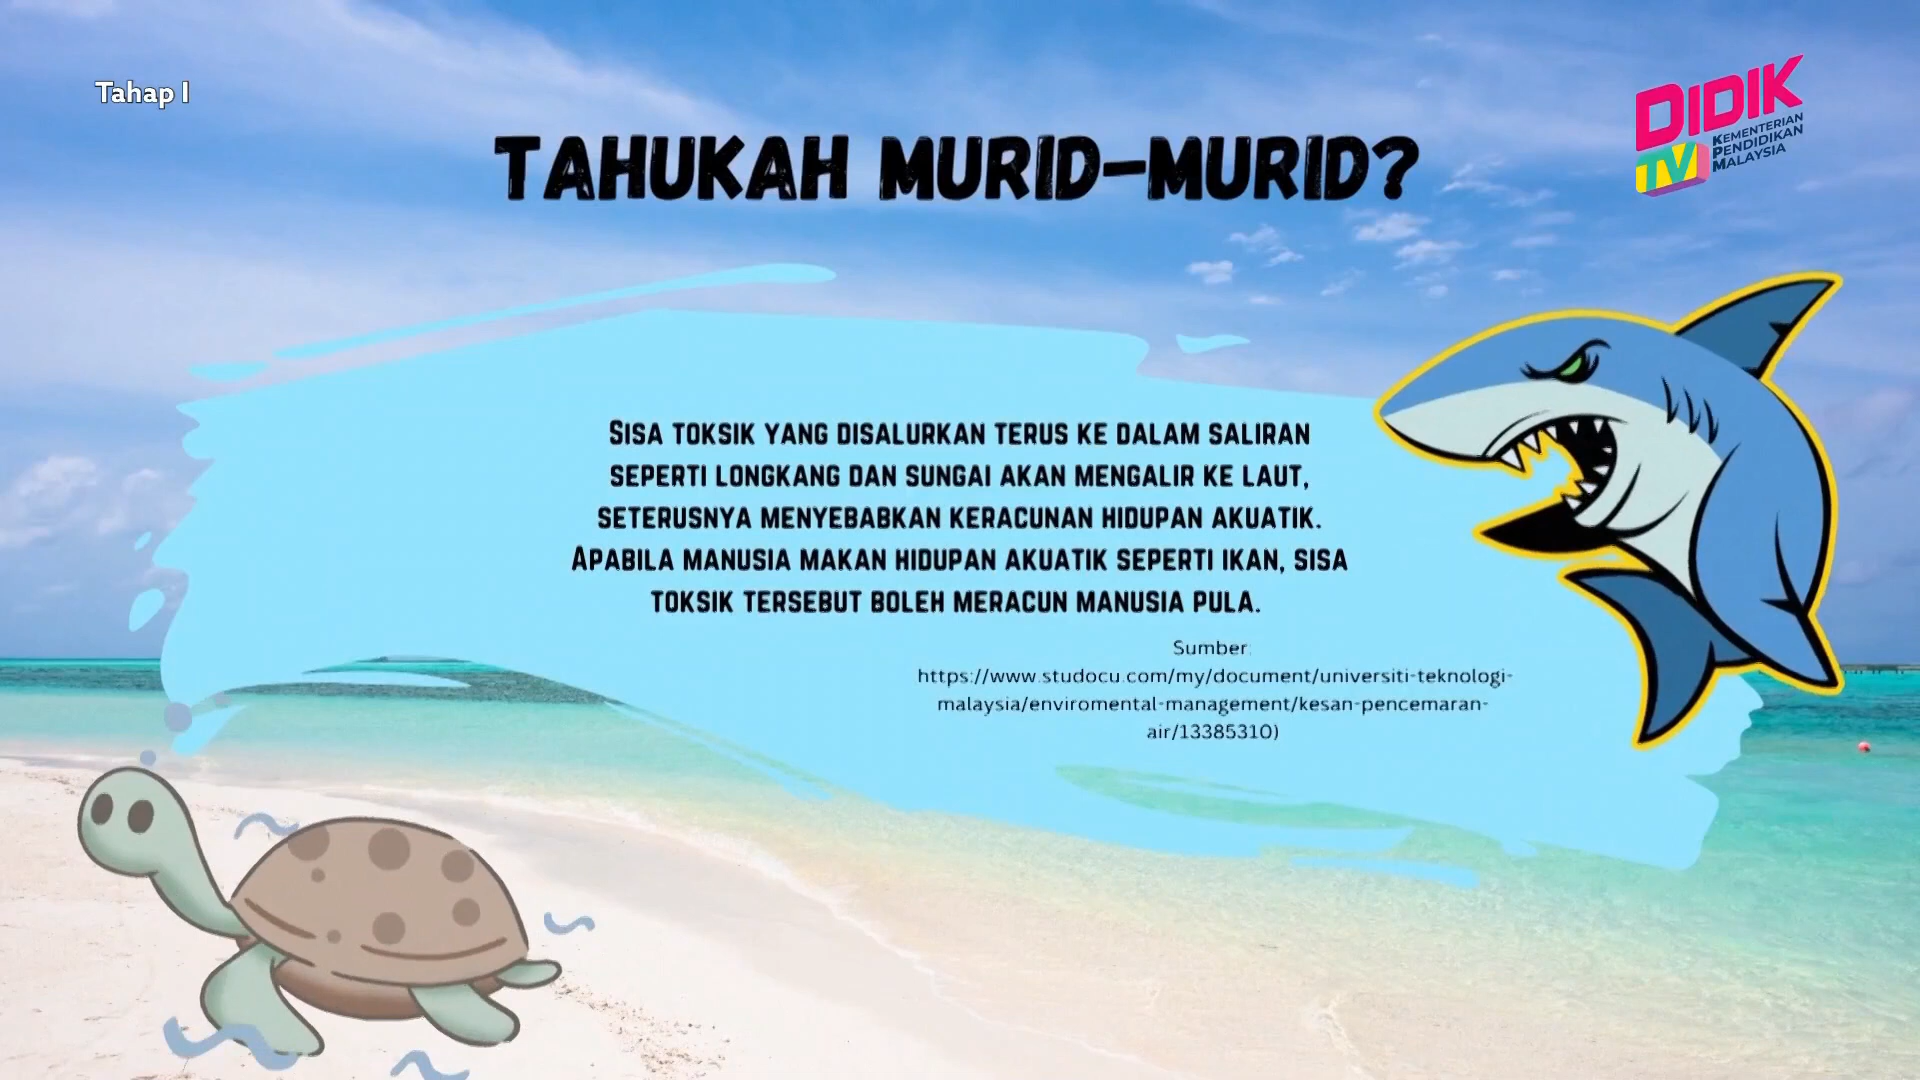 Tahap I
DIDIK
TV
KEMENTERIAN
PENDIDIKAN
MALAYSIA
TAHUKAH MURID-MURID?
SISA TOKSIK YANG DISALURKAN TERUS KE DALAM SALIRAN
SEPERTI LONGKANG DAN SUNGAI AKAN MENGALIR KE LAUT,
SETERUSNYA MENYEBABKAN KERACUNAN HIDUPAN AKUATIK.
APABILA MANUSIA MAKAN HIDUPAN AKUATIK SEPERTI IKAN, SISA
TOKSIK TERSEBUT BOLEH MERACUN MANUSIA PULA.
Sumber:
https://www.studocu.com/my/document/universiti-teknologi-
malaysia/enviromental-management/kesan-pencemaran-
air/13385310)